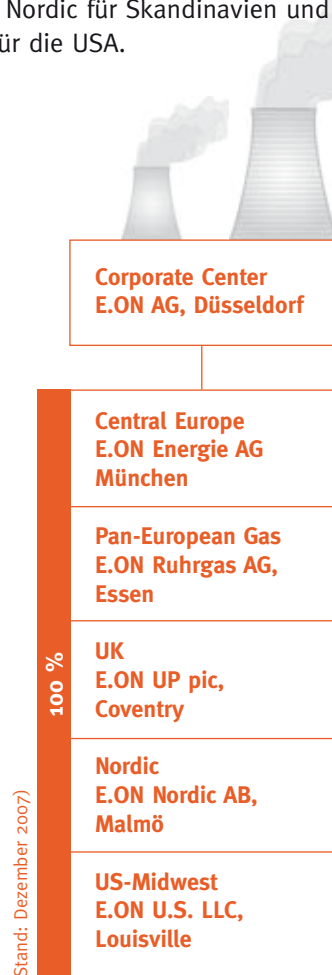 Nordic für Skandinavien und
ür die USA.
Corporate Center
E.ON AG, Düsseldorf
100 %
Central Europe
E.ON Energie AG
München
Pan-European Gas
E.ON Ruhrgas AG,
Essen
UK
E.ON UP pic,
Coventry
Nordic
E.ON Nordic AB,
Malmö
US-Midwest
E.ON U.S. LLC,
Louisville
Stand: Dezember 2007)